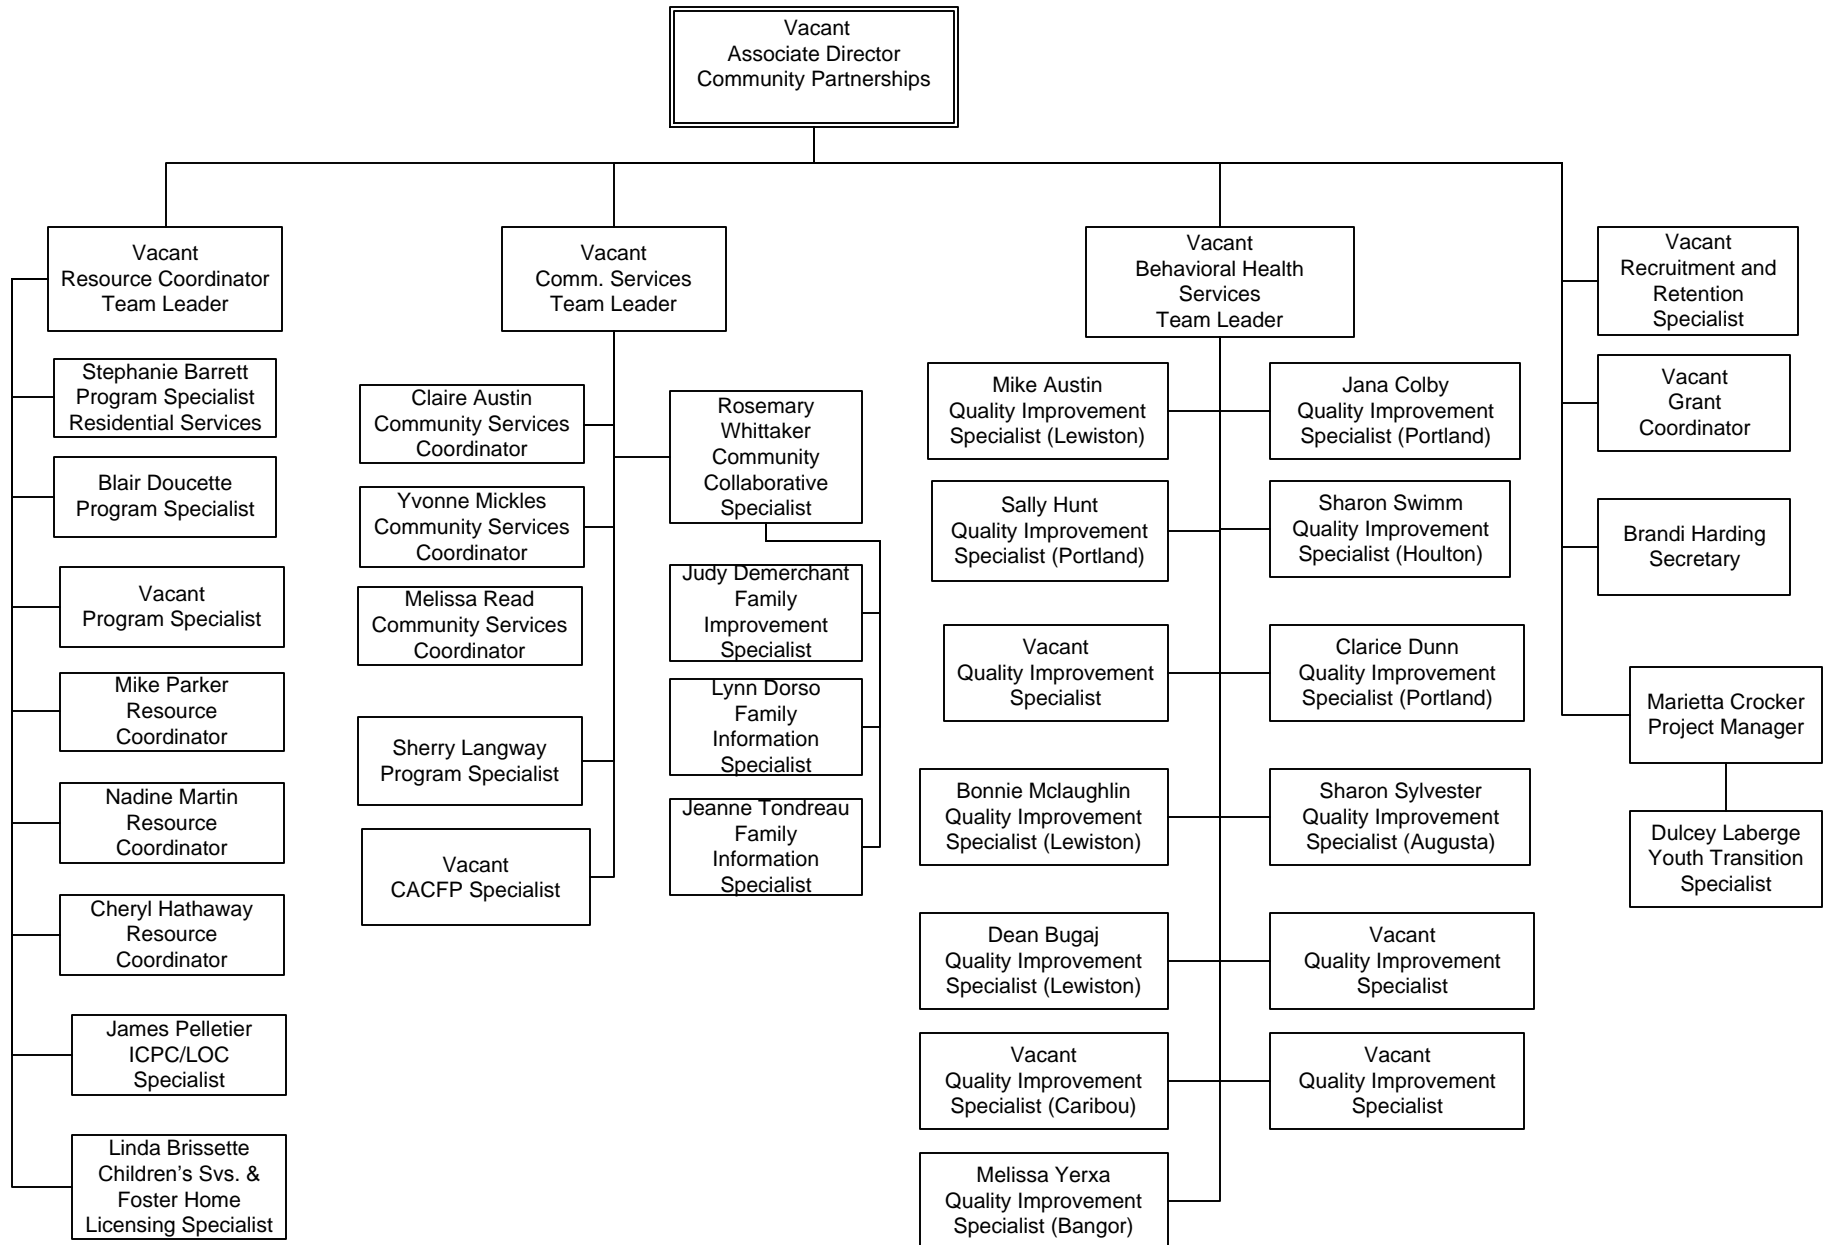 Vacant
Associate Director
Community Partnerships
Vacant
Resource Coordinator
Team Leader
Stephanie Barrett
Program Specialist
Residential Services
Blair Doucette
Program Specialist
Vacant
Program Specialist
Mike Parker
Resource
Coordinator
Nadine Martin
Resource
Coordinator
Cheryl Hathaway
Resource
Coordinator
James Pelletier
ICPC/LOC
Specialist
Linda Brissette
Children's Svs. &
Foster Home
Licensing Specialist
Vacant
Comm. Services
Team Leader
Claire Austin
Community Services
Coordinator
Yvonne Mickles
Community Services
Coordinator
Melissa Read
Community Services
Coordinator
Sherry Langway
Program Specialist
Vacant
CACFP Specialist
Rosemary
Whittaker
Community
Collaborative
Specialist
Judy Demerchant
Family
Improvement
Specialist
Lynn Dorso
Family
Information
Specialist
Jeanne Tondreau
Family
Information
Specialist
Vacant
Behavioral Health
Services
Team Leader
Mike Austin
Quality Improvement
Specialist (Lewiston)
Jana Colby
Quality Improvement
Specialist (Portland)
Sally Hunt
Quality Improvement
Specialist (Portland)
Sharon Swimm
Quality Improvement
Specialist (Houlton)
Vacant
Quality Improvement
Specialist
Clarice Dunn
Quality Improvement
Specialist (Portland)
Bonnie Mclaughlin
Quality Improvement
Specialist (Lewiston)
Sharon Sylvester
Quality Improvement
Specialist (Augusta)
Dean Bugaj
Quality Improvement
Specialist (Lewiston)
Vacant
Quality Improvement
Specialist
Vacant
Quality Improvement
Specialist (Caribou)
Vacant
Quality Improvement
Specialist
Melissa Yerxa
Quality Improvement
Specialist (Bangor)
Vacant
Recruitment and
Retention
Specialist
Vacant
Grant
Coordinator
Brandi Harding
Secretary
Marietta Crocker
Project Manager
Dulcey Laberge
Youth Transition
Specialist